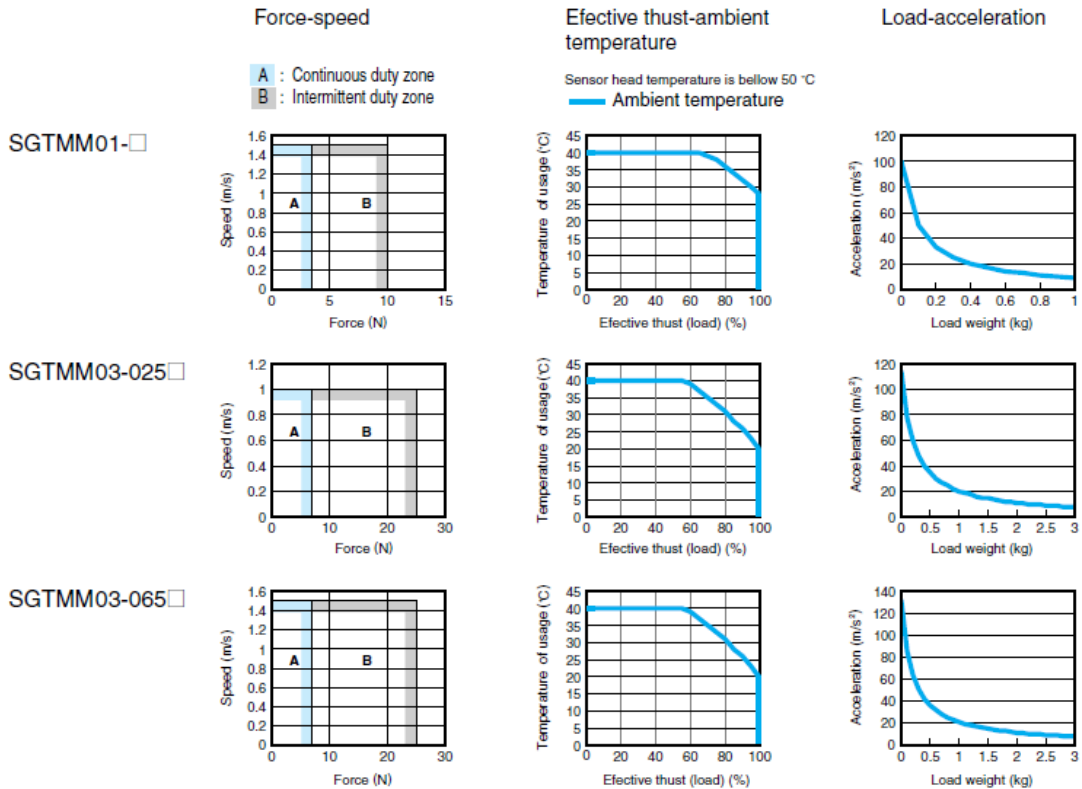 Force-speed
A : Continuous duty zone
B : Intermittent duty zone
Efective thust-ambient
temperature
Sensor head temperature is bellow 50 °C
Ambient temperature
Load-acceleration
SGTMM01-□
Speed (m/s)
1.6
1.4
1.2
1
0.8
0.6
0.4
0.2
0
A
B
0 5 10 15
Force (N)
Temperature of usage (°C)
45
40
35
30
25
20
15
10
5
0
0 20 40 60 80 100
Efective thust (load) (%)
Acceleration (m/s²)
120
100
80
60
40
20
0
0 0.2 0.4 0.6 0.8 1
Load weight (kg)
SGTMM03-025□
Speed (m/s)
1.2
1
0.8
0.6
0.4
0.2
0
A
B
0 10 20 30
Force (N)
Temperature of usage (°C)
45
40
35
30
25
20
15
10
5
0
0 20 40 60 80 100
Efective thust (load) (%)
Acceleration (m/s²)
120
100
80
60
40
20
0
0 0.5 1 1.5 2 2.5 3
Load weight (kg)
SGTMM03-065□
Speed (m/s)
1.6
1.4
1.2
1
0.8
0.6
0.4
0.2
0
A
B
0 10 20 30
Force (N)
Temperature of usage (°C)
45
40
35
30
25
20
15
10
5
0
0 20 40 60 80 100
Efective thust (load) (%)
Acceleration (m/s²)
140
120
100
80
60
40
20
0
0 0.5 1 1.5 2 2.5 3
Load weight (kg)